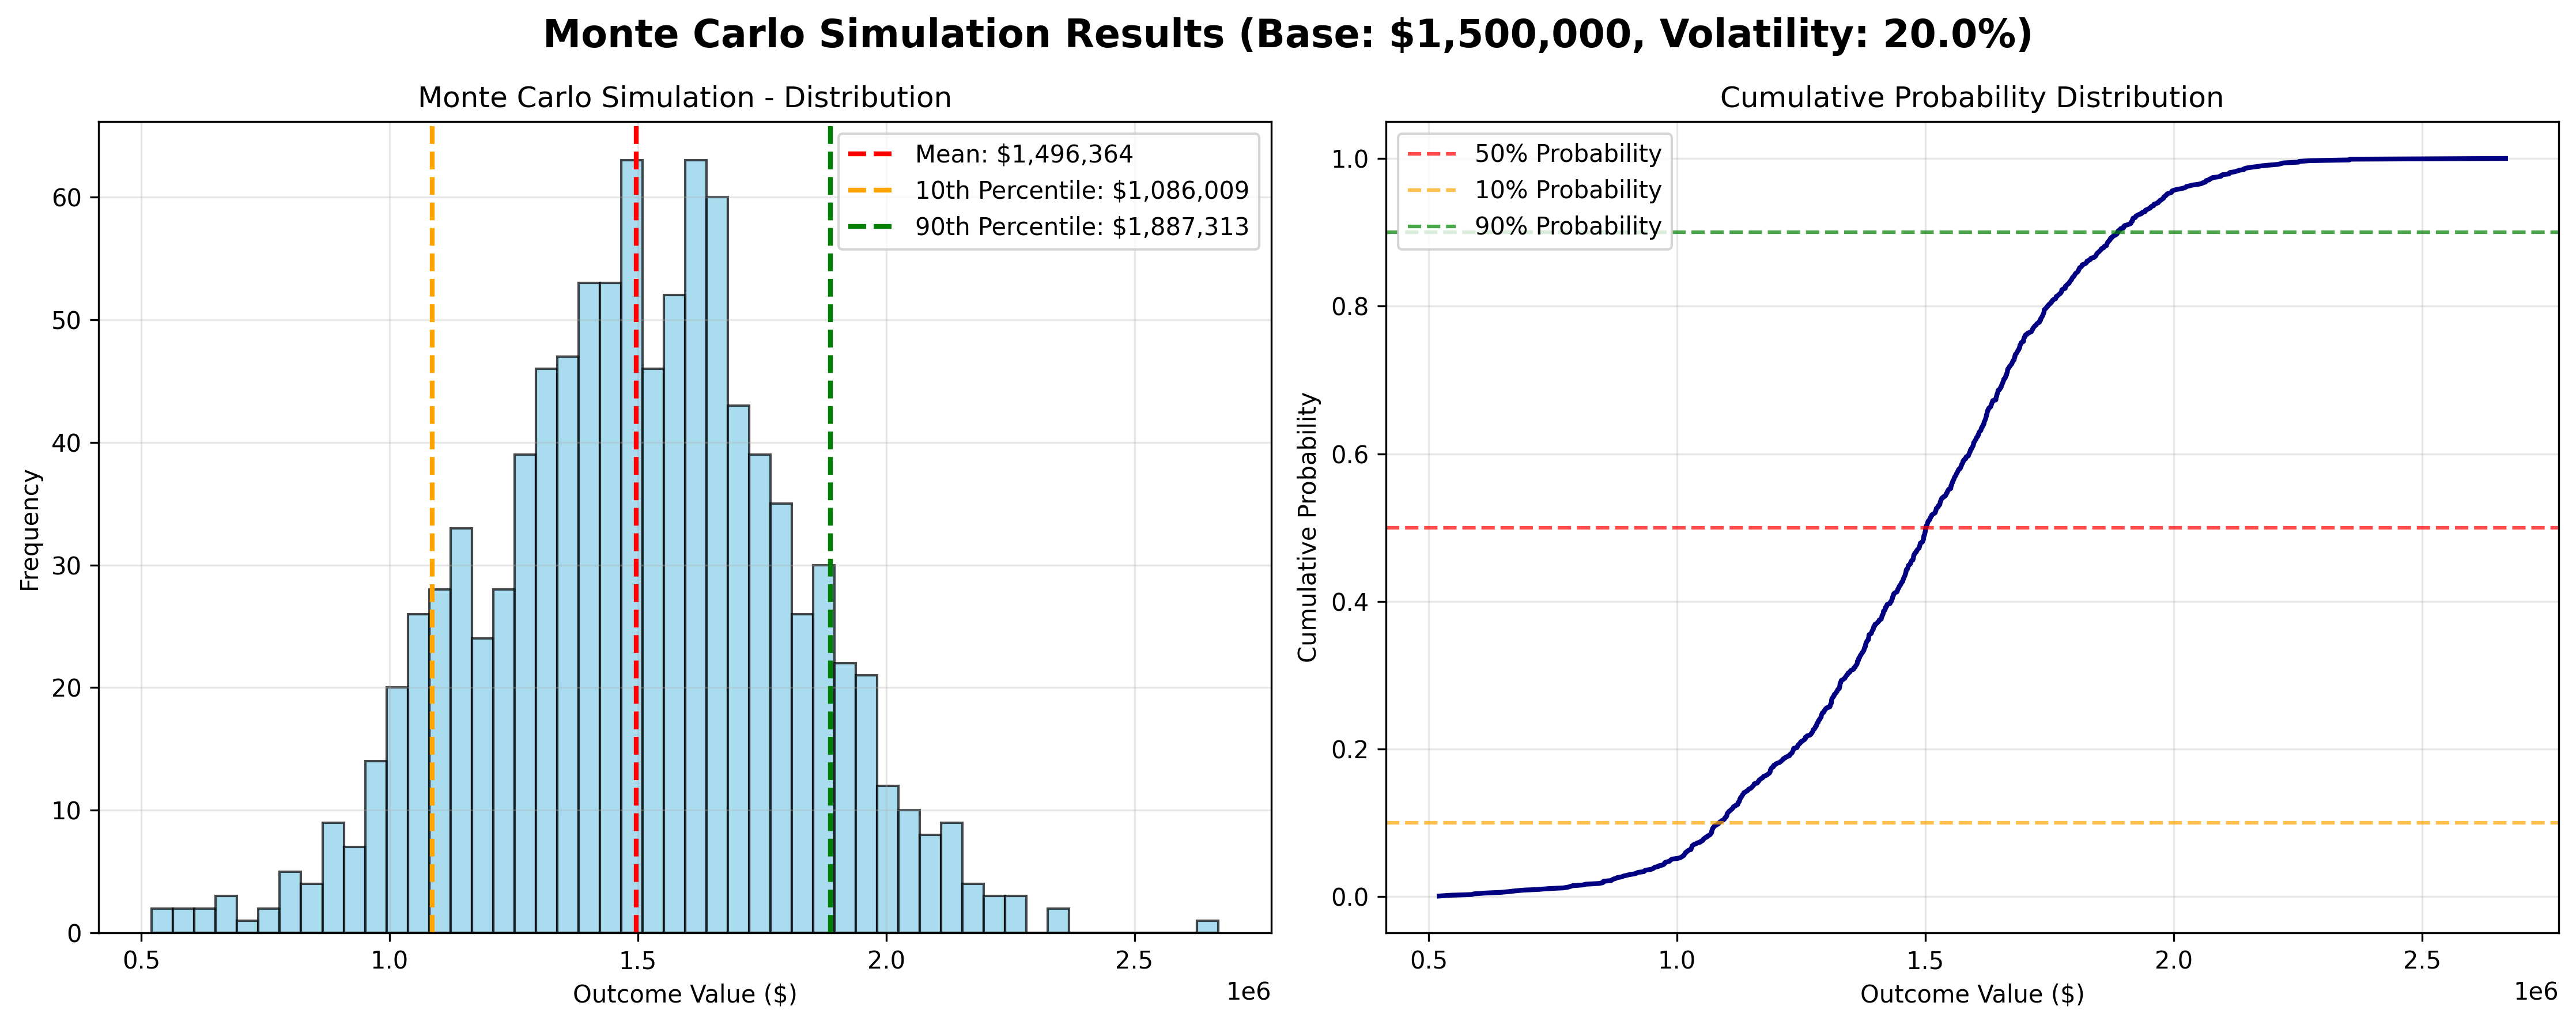 Monte Carlo Simulation Results (Base: $1,500,000, Volatility: 20.0%)
Monte Carlo Simulation - Distribution
Mean: $1,496,364
10th Percentile: $1,086,009
90th Percentile: $1,887,313
Frequency
60
50
40
30
20
10
0
0.5 1.0 1.5 2.0 2.5
1e6
Outcome Value ($)
Cumulative Probability Distribution
50% Probability
10% Probability
90% Probability
Cumulative Probability
1.0
0.8
0.6
0.4
0.2
0.0
0.5 1.0 1.5 2.0 2.5
1e6
Outcome Value ($)